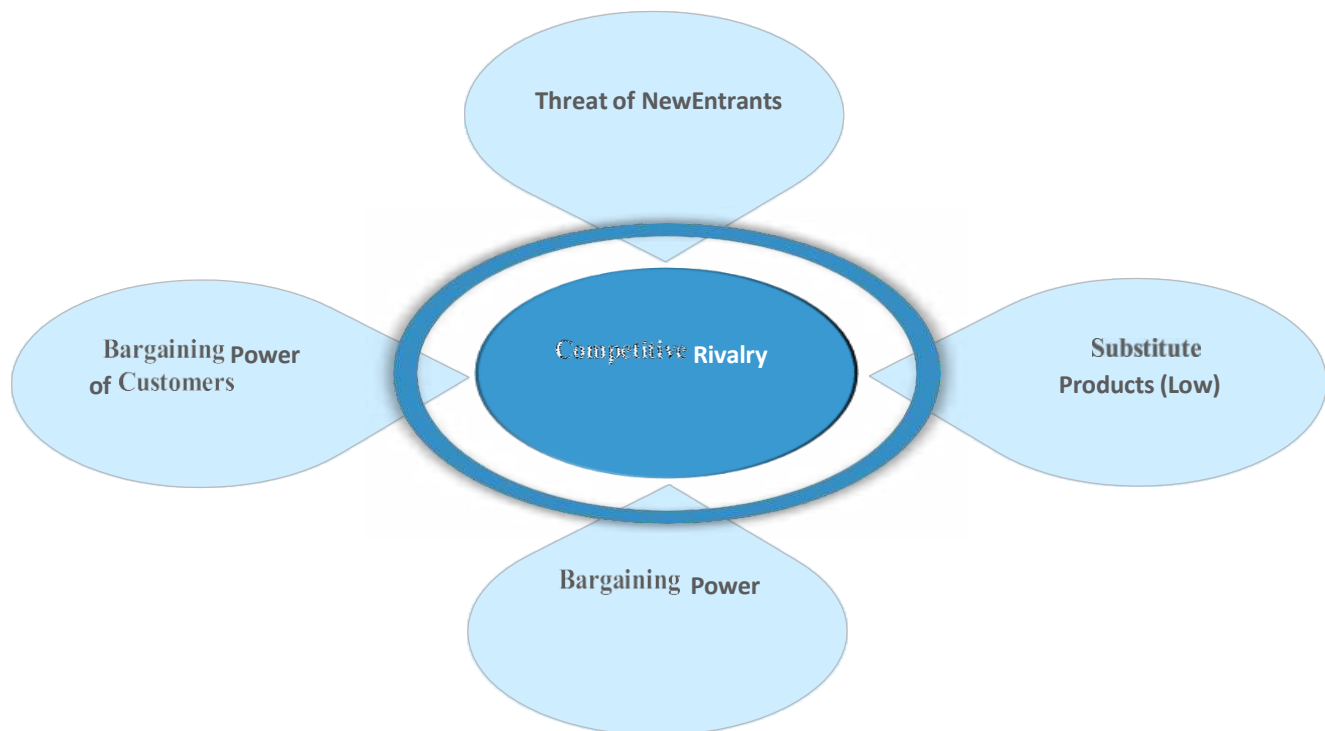 Threat of NewEntrants
Competitive Rivalry
Bargaining Power
of Customers
Substitute
Products (Low)
Bargaining Power